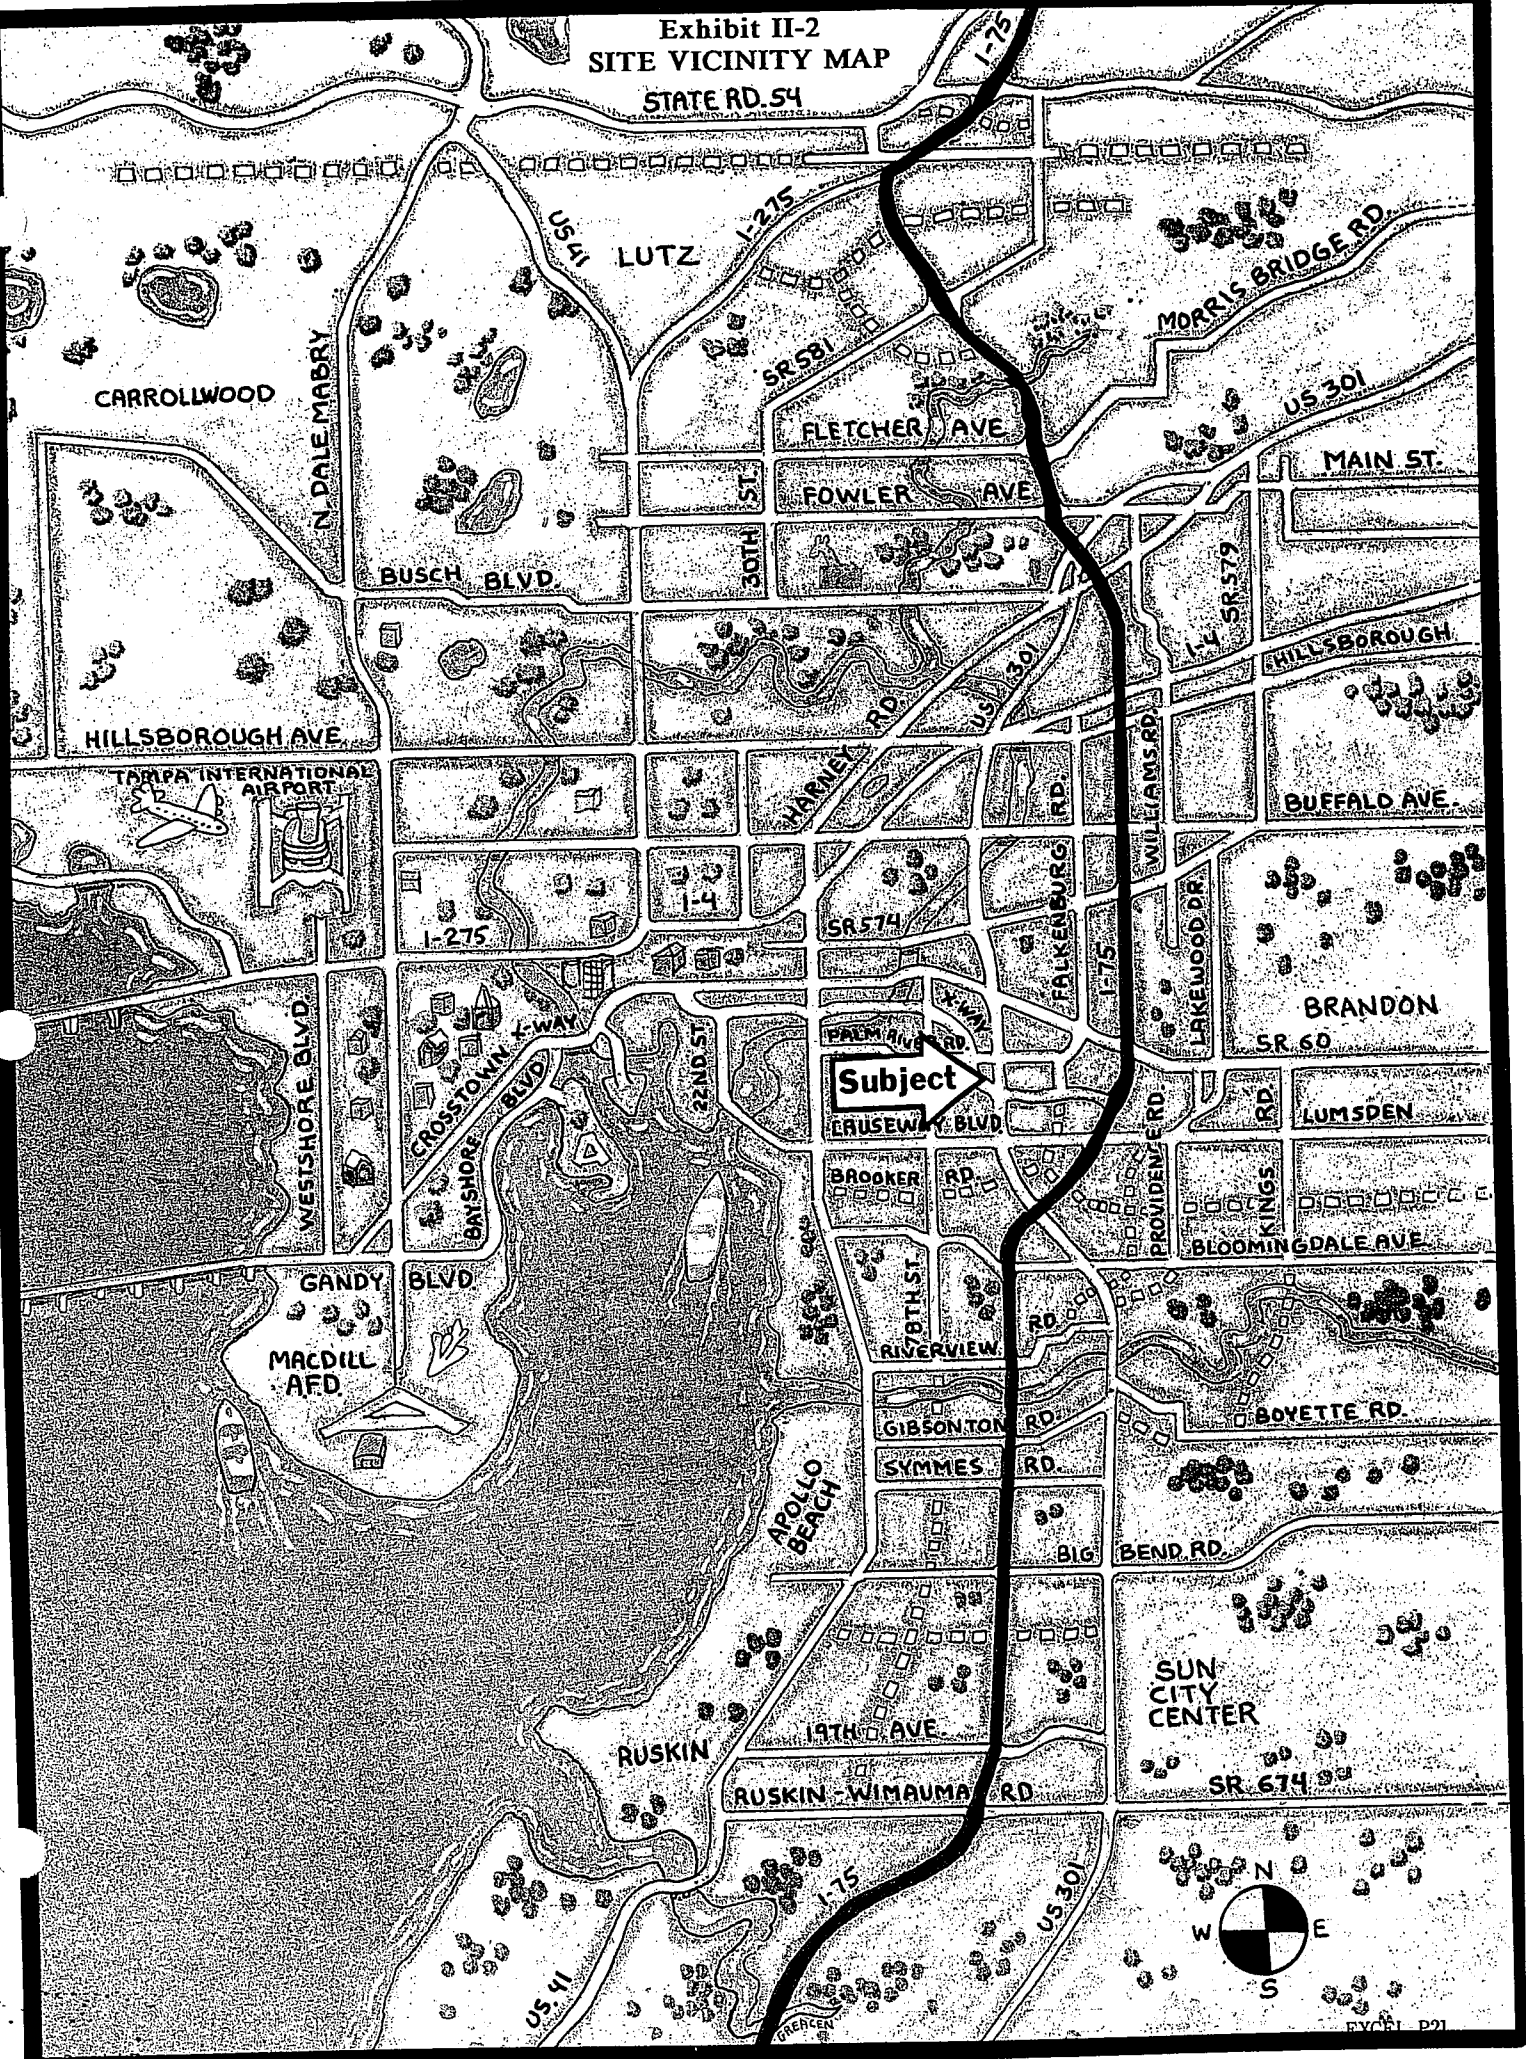 Exhibit II-2
SITE VICINITY MAP
I-75
STATE RD. 54
US 41
LUTZ
I-275
MORRIS BRIDGE RD.
N. DALE MABRY
SR 581
CARROLLWOOD
US 301
FLETCHER AVE
MAIN ST.
30TH ST.
FOWLER AVE
BUSCH BLVD.
SR 579
I-4
HILLSBOROUGH
US 301
HARNEY RD.
HILLSBOROUGH AVE
TAMPA INTERNATIONAL
AIRPORT
WILLIAMS RD.
BUFFALO AVE.
FALKENBURG RD.
I-4
LAKEWOOD DR
SR 574
I-275
I-75
BRANDON
WESTSHORE BLVD
CROSSTOWN X-WAY
X-WAY
22ND ST.
PALM RIVER RD.
SR 60
Subject
BAYSHORE BLVD
CAUSEWAY BLVD
PROVIDENCE RD
KINGS RD.
LUMSDEN
BROOKER RD.
BLOOMINGDALE AVE
GANDY BLVD
78TH ST.
RIVERVIEW RD.
MACDILL
A.F.D.
GIBSONTON RD.
BOYETTE RD.
SYMMES RD.
APOLLO
BEACH
BIG BEND RD.
SUN
CITY
CENTER
19TH AVE.
RUSKIN
RUSKIN-WIMAUMA RD
SR 674
I-75
US 301
N
W E
S
US. 41
GREACEN
EXCEL P21